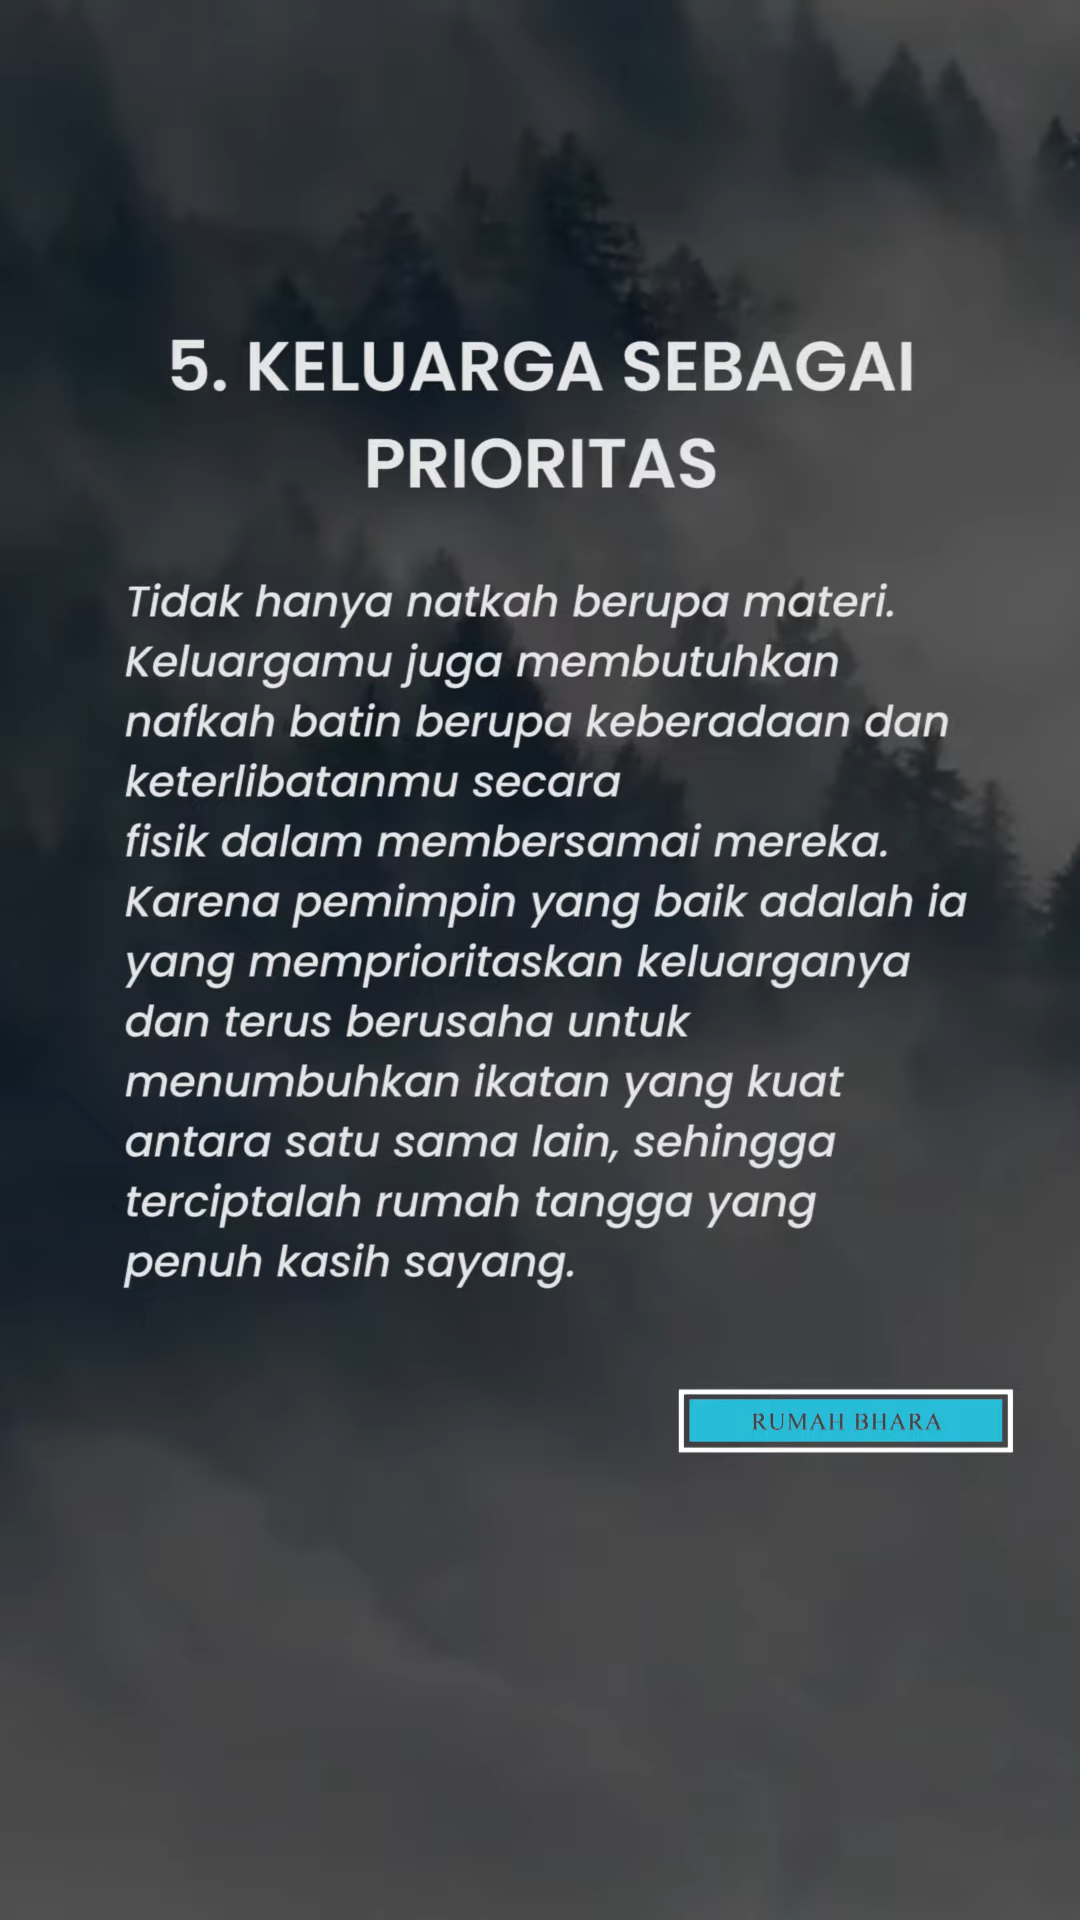 5. KELUARGA SEBAGAI
PRIORITAS
Tidak hanya natkah berupa materi.
Keluargamu juga membutuhkan
nafkah batin berupa keberadaan dan
keterlibatanmu secara
fisik dalam membersamai mereka.
Karena pemimpin yang baik adalah ia
yang memprioritaskan keluarganya
dan terus berusaha untuk
menumbuhkan ikatan yang kuat
antara satu sama lain, sehingga
terciptalah rumah tangga yang
penuh kasih sayang.
RUMAH BHARA